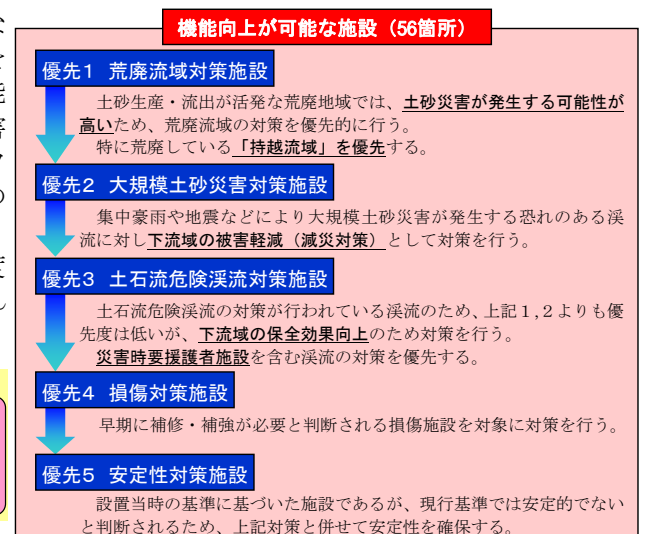 機能向上が可能な施設（56箇所）
優先1 荒廃流域対策施設
土砂生産・流出が活発な荒廃地域では、土砂災害が発生する可能性が
高いため、荒廃流域の対策を優先的に行う。
特に荒廃している「持越流域」を優先する。
優先2 大規模土砂災害対策施設
集中豪雨や地震などにより大規模土砂災害が発生する恐れのある渓
流に対し下流域の被害軽減（減災対策）として対策を行う。
優先3 土石流危険渓流対策施設
土石流危険渓流の対策が行われている渓流のため、上記1,2よりも優
先度は低いが、下流域の保全効果向上のため対策を行う。
災害時要援護者施設を含む渓流の対策を優先する。
優先4 損傷対策施設
早期に補修・補強が必要と判断される損傷施設を対象に対策を行う。
優先5 安定性対策施設
設置当時の基準に基づいた施設であるが、現行基準では安定的でない
と判断されるため、上記対策と併せて安定性を確保する。